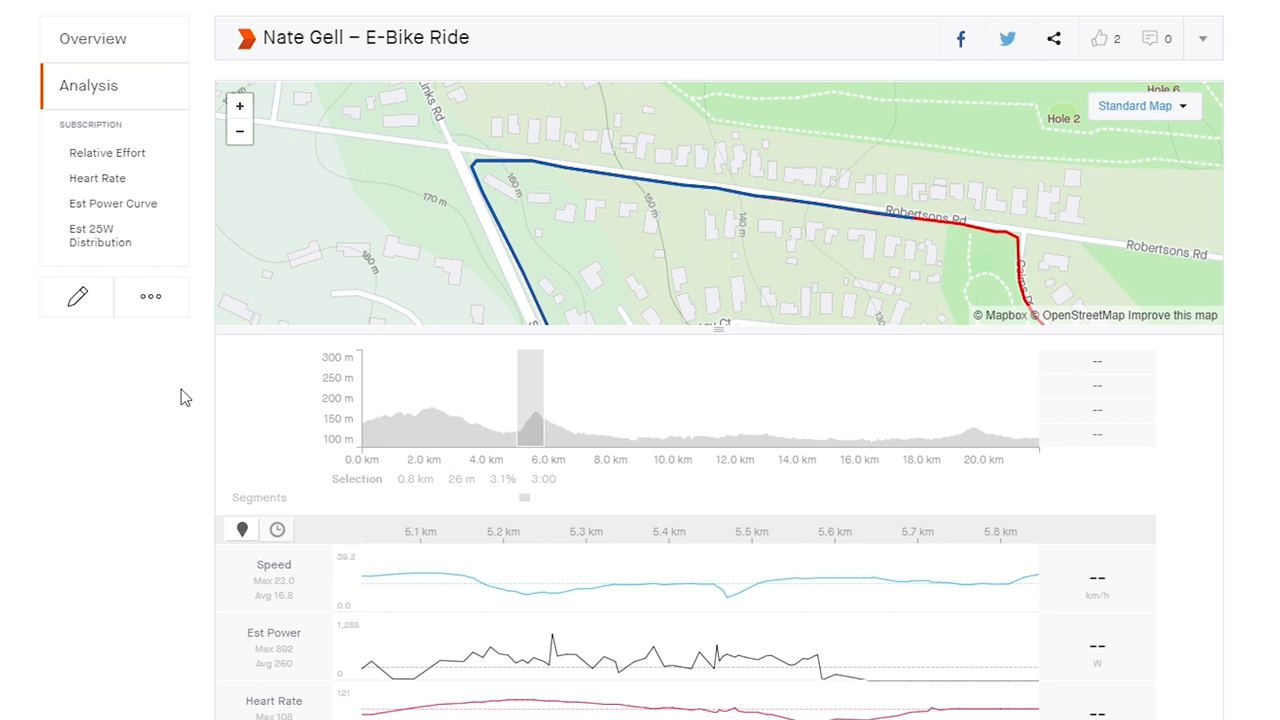 Overview
Analysis
SUBSCRIPTION
Relative Effort
Heart Rate
Est Power Curve
Est 25W
Distribution
Nate Gell – E-Bike Ride
2
0
+
−
Standard Map
Hole 6
Hole 2
Links Rd
170 m
180 m
160 m
150 m
140 m
130
Robertsons Rd
Robertsons Rd
Cairns Dr
© Mapbox © OpenStreetMap Improve this map
300 m
250 m
200 m
150 m
100 m
--
--
--
--
0.0 km 2.0 km 4.0 km 6.0 km 8.0 km 10.0 km 12.0 km 14.0 km 16.0 km 18.0 km 20.0 km
Selection 0.8 km 26 m 3.1% 3:00
Segments
5.1 km 5.2 km 5.3 km 5.4 km 5.5 km 5.6 km 5.7 km 5.8 km
Speed
Max 23.0
Avg 16.8
39.2
0.0
--
km/h
Est Power
Max 892
Avg 260
1,288
0
--
W
Heart Rate
Max 108
121
--